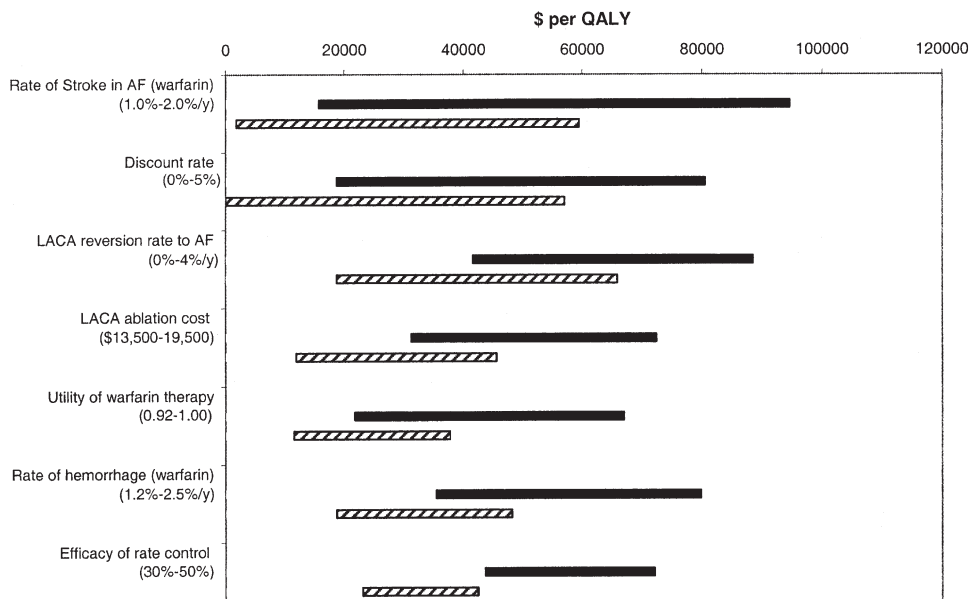 $ per QALY
0 20000 40000 60000 80000 100000 120000
Rate of Stroke in AF (warfarin)
(1.0%-2.0%/y)
Discount rate
(0%-5%)
LACA reversion rate to AF
(0%-4%/y)
LACA ablation cost
($13,500-19,500)
Utility of warfarin therapy
(0.92-1.00)
Rate of hemorrhage (warfarin)
(1.2%-2.5%/y)
Efficacy of rate control
(30%-50%)